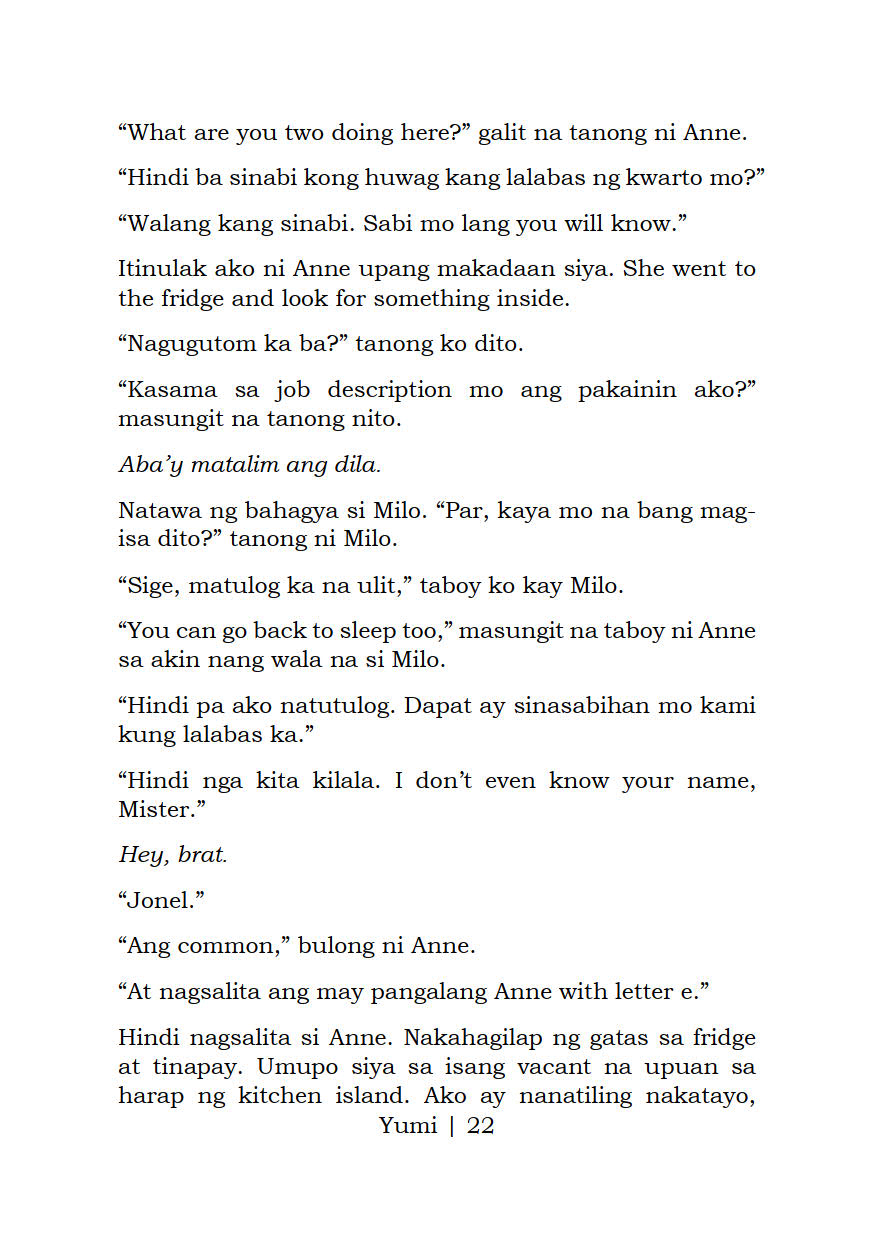 “What are you two doing here?” galit na tanong ni Anne.
“Hindi ba sinabi kong huwag kang lalabas ng kwarto mo?”
“Walang kang sinabi. Sabi mo lang you will know.”
Itinulak ako ni Anne upang makadaan siya. She went to
the fridge and look for something inside.
“Nagugutom ka ba?” tanong ko dito.
“Kasama sa job description mo ang pakainin ako?”
masungit na tanong nito.
Aba’y matalim ang dila.
Natawa ng bahagya si Milo. “Par, kaya mo na bang mag-
isa dito?” tanong ni Milo.
“Sige, matulog ka na ulit,” taboy ko kay Milo.
“You can go back to sleep too,” masungit na taboy ni Anne
sa akin nang wala na si Milo.
“Hindi pa ako natutulog. Dapat ay sinasabihan mo kami
kung lalabas ka.”
“Hindi nga kita kilala. I don’t even know your name,
Mister.”
Hey, brat.
“Jonel.”
“Ang common,” bulong ni Anne.
“At nagsalita ang may pangalang Anne with letter e.”
Hindi nagsalita si Anne. Nakahagilap ng gatas sa fridge
at tinapay. Umupo siya sa isang vacant na upuan sa
harap ng kitchen island. Ako ay nanatiling nakatayo,
Yumi | 22